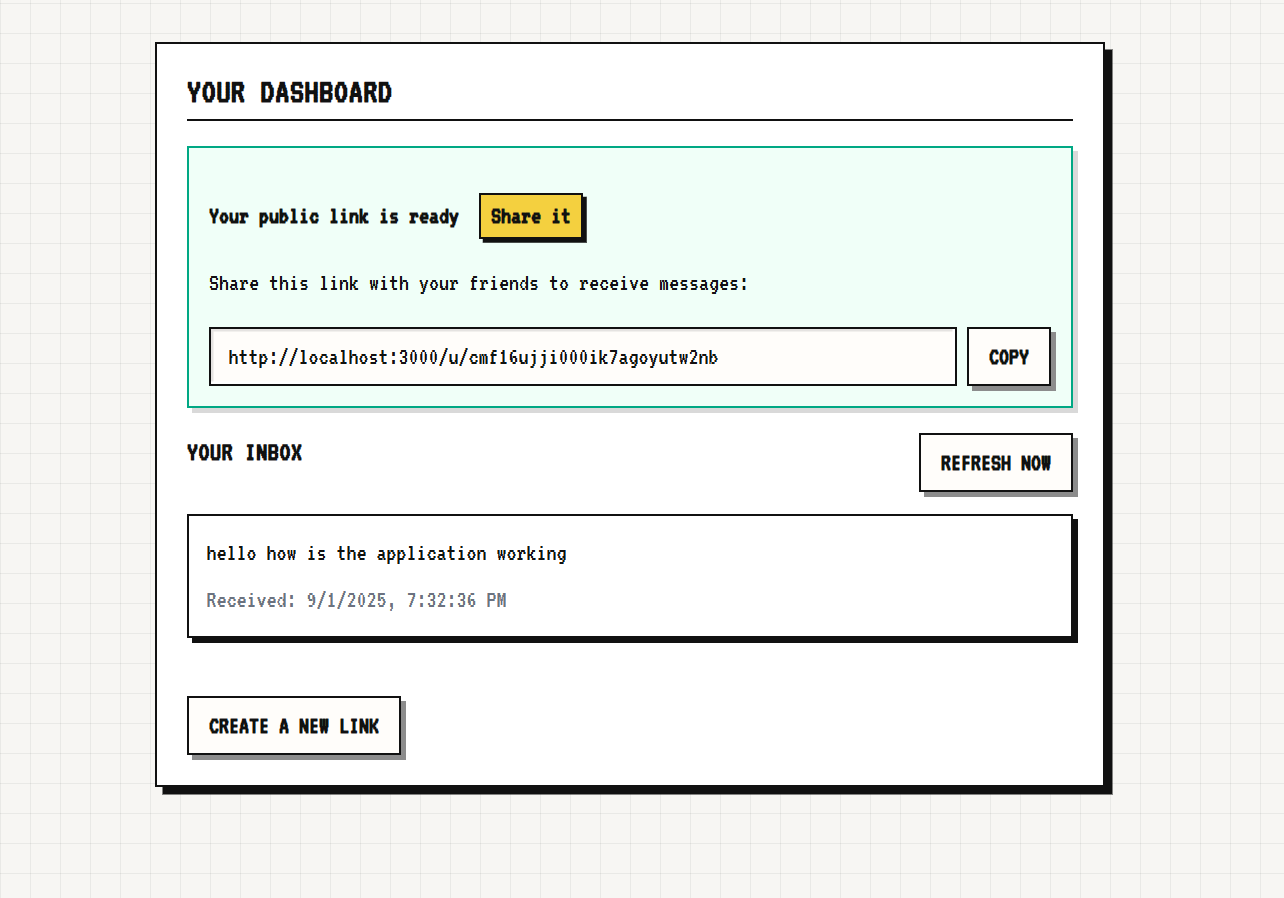 YOUR DASHBOARD
Your public link is ready
Share it
Share this link with your friends to receive messages:
http://localhost:3000/u/cmf16ujji000ik7agoyutw2nb
COPY
YOUR INBOX
REFRESH NOW
hello how is the application working
Received: 9/1/2025, 7:32:36 PM
CREATE A NEW LINK